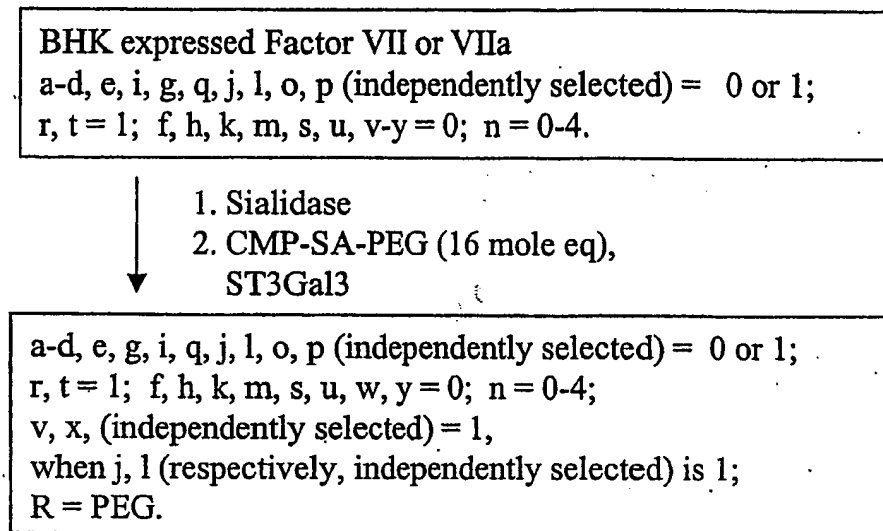 BHK expressed Factor VII or VIIa
a-d, e, i, g, q, j, l, o, p (independently selected) = 0 or 1;
r, t = 1; f, h, k, m, s, u, v-y = 0; n = 0-4.
1. Sialidase
2. CMP-SA-PEG (16 mole eq),
ST3Gal3
a-d, e, g, i, q, j, l, o, p (independently selected) = 0 or 1;
r, t = 1; f, h, k, m, s, u, w, y = 0; n = 0-4;
v, x, (independently selected) = 1,
when j, l (respectively, independently selected) is 1;
R = PEG.